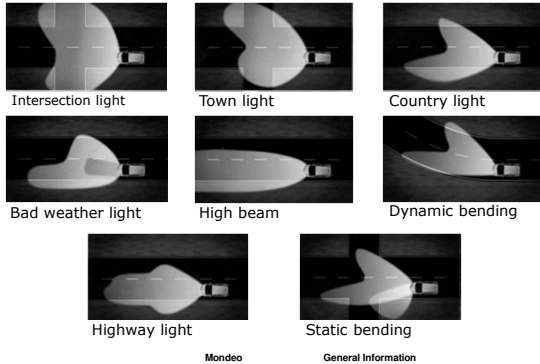 Intersection light
Town light
Country light
Bad weather light
High beam
Dynamic bending
Highway light
Static bending
Mondeo
General Information